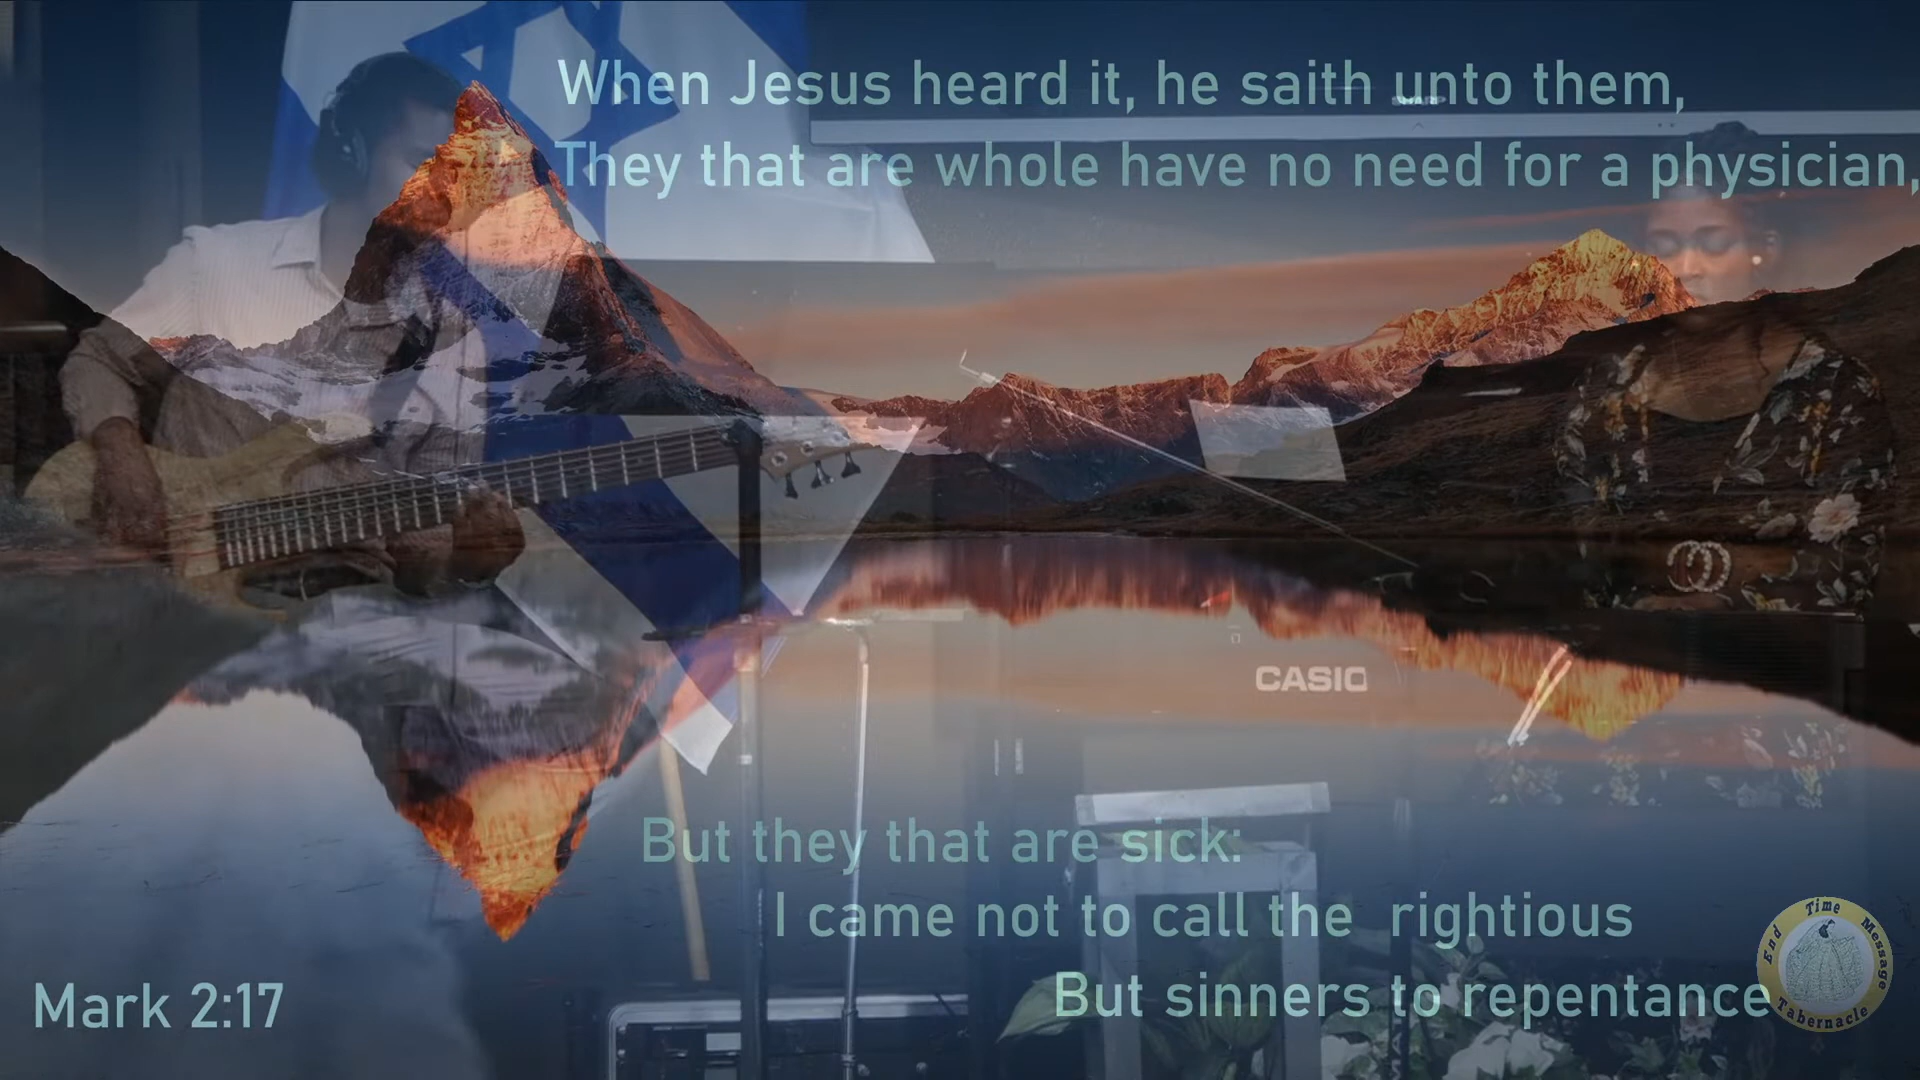 When Jesus heard it, he saith unto them,
SHARP
They that are whole have no need for a physician,
CASIO
But they that are sick:
I came not to call the rightious
But sinners to repentance
Mark 2:17
End Time Message Tabernacle